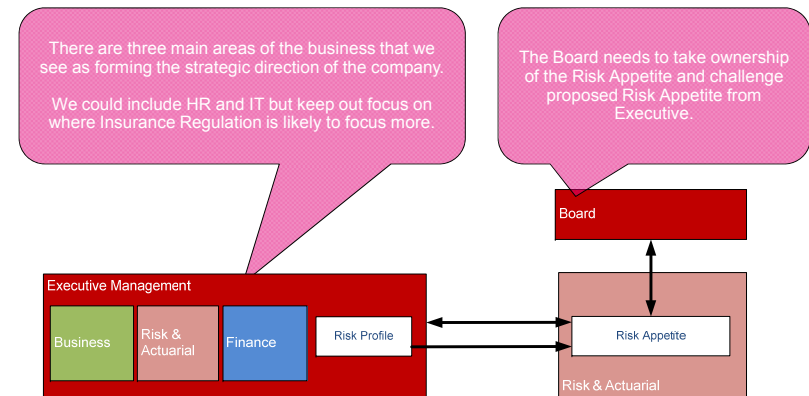 There are three main areas of the business that we
see as forming the strategic direction of the company.
We could include HR and IT but keep out focus on
where Insurance Regulation is likely to focus more.
The Board needs to take ownership
of the Risk Appetite and challenge
proposed Risk Appetite from
Executive.
Board
Executive Management
Business
Risk &
Actuarial
Finance
Risk Profile
Risk Appetite
Risk & Actuarial